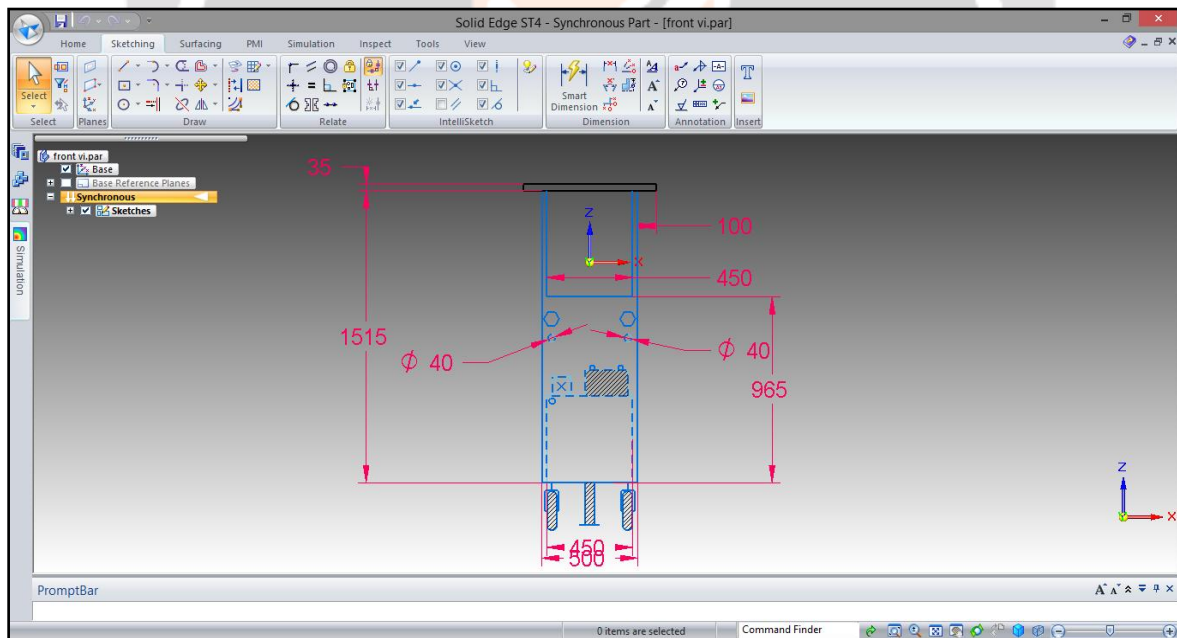 Solid Edge ST4 - Synchronous Part - [front vi.par]
Home Sketching Surfacing PMI Simulation Inspect Tools View
Select
Smart
Dimension
Select Planes Draw Relate IntelliSketch Dimension Annotation Insert
front vi.par
Base
Base Reference Planes
Synchronous
Sketches
Simulation
35
Z
100
X
450
1515
ϕ 40
ϕ 40
965
Z
X
450
500
PromptBar
0 items are selected
Command Finder